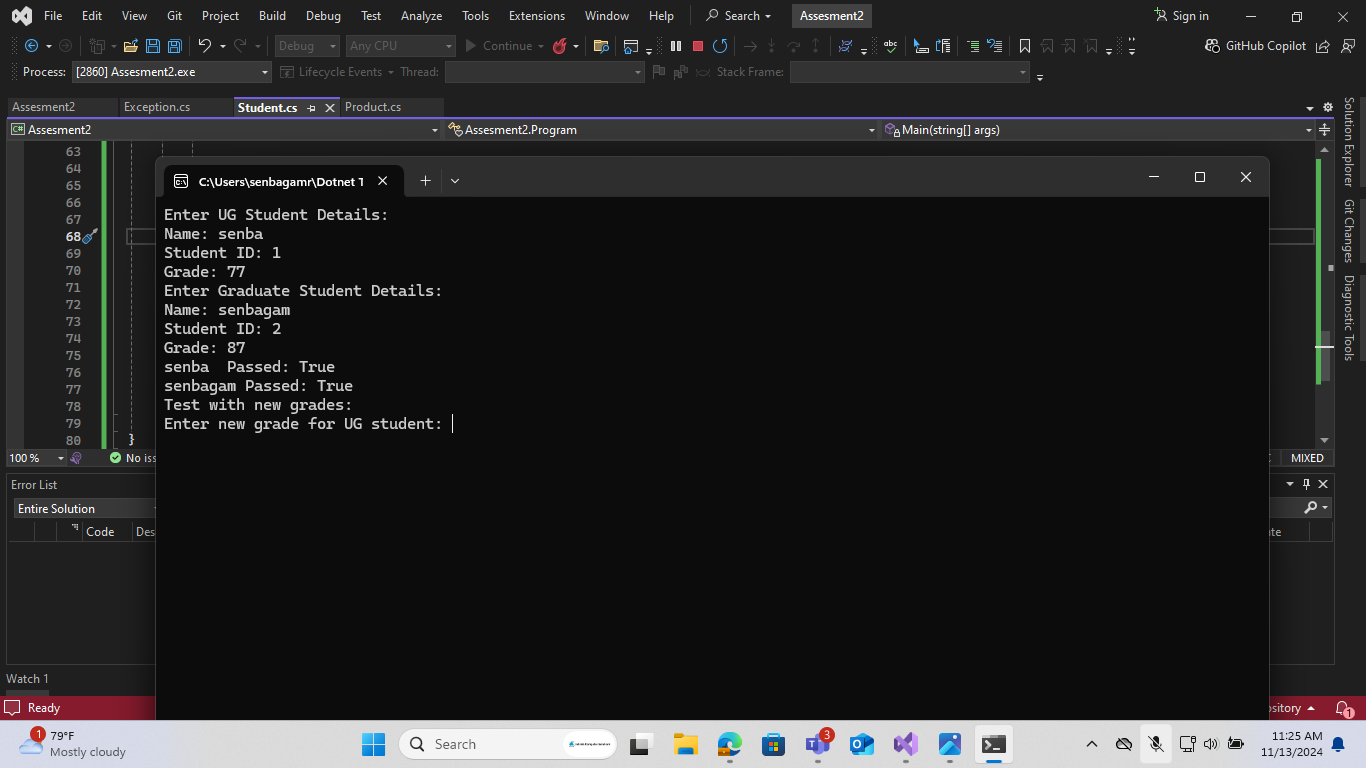 File Edit View Git Project Build Debug Test Analyze Tools Extensions Window Help Search Assesment2 Sign in
Debug Any CPU Continue GitHub Copilot
Process: [2860] Assesment2.exe Lifecycle Events Thread: Stack Frame:
Assesment2 Exception.cs Student.cs Product.cs
C# Assesment2 Assesment2.Program Main(string[] args)
63
64
65
66
67
68
69
70
71
72
73
74
75
76
77
78
79
80 }
C:\Users\senbagamr\Dotnet T
Enter UG Student Details:
Name: senba
Student ID: 1
Grade: 77
Enter Graduate Student Details:
Name: senbagam
Student ID: 2
Grade: 87
senba  Passed: True
senbagam Passed: True
Test with new grades:
Enter new grade for UG student:
Solution Explorer
Git Changes
Diagnostic Tools
100 % No iss MIXED
Error List
Entire Solution
Code Des te
Watch 1
Ready ository 1
1 79°F
Mostly cloudy
Search
3
11:25 AM
11/13/2024